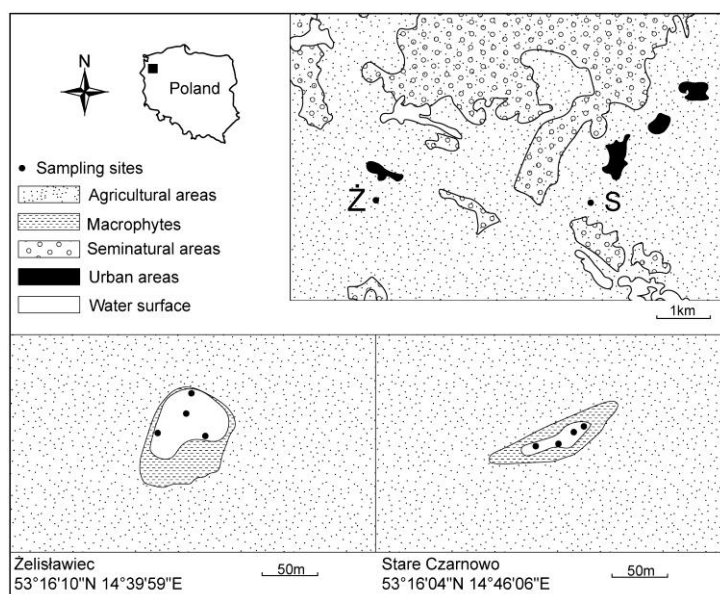 N
Poland
Sampling sites
Agricultural areas
Macrophytes
Seminatural areas
Urban areas
Water surface
Ż
S
1km
Żelisławiec
53°16'10"N 14°39'59"E
50m
Stare Czarnowo
53°16'04"N 14°46'06"E
50m